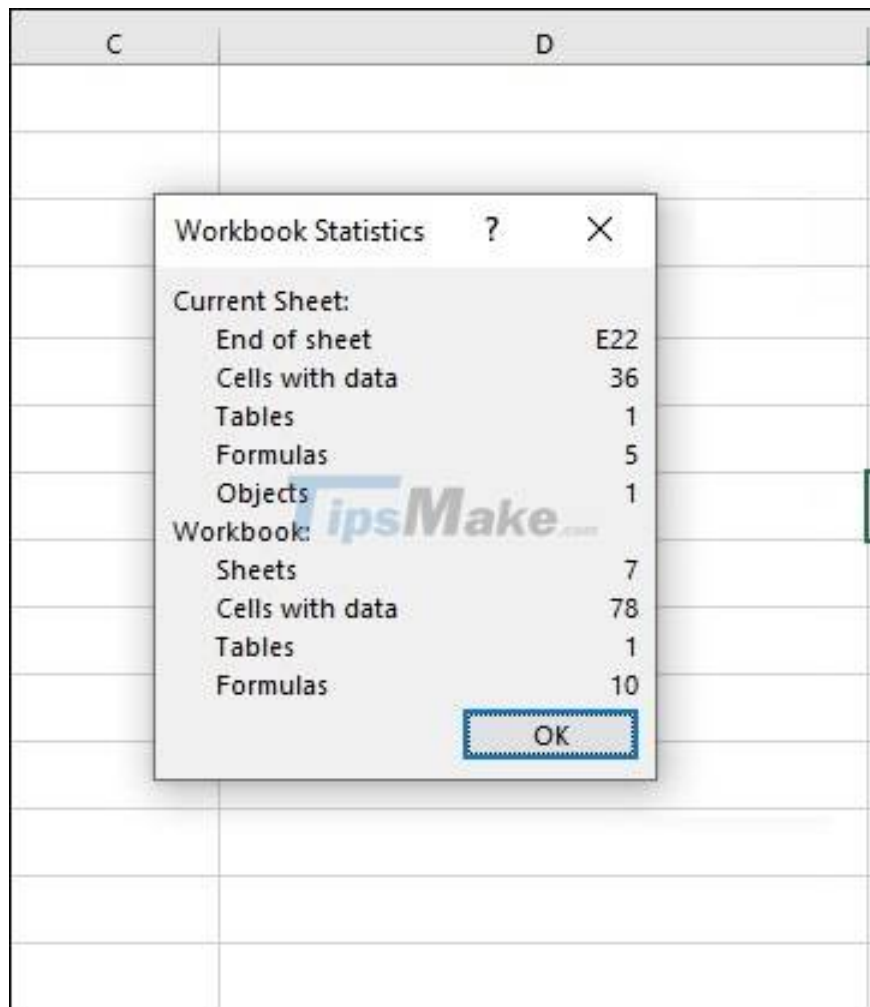 C D
Workbook Statistics ? ×
Current Sheet:
End of sheet E22
Cells with data 36
Tables 1
Formulas 5
Objects 1
TipsMake.com
Workbook:
Sheets 7
Cells with data 78
Tables 1
Formulas 10
OK